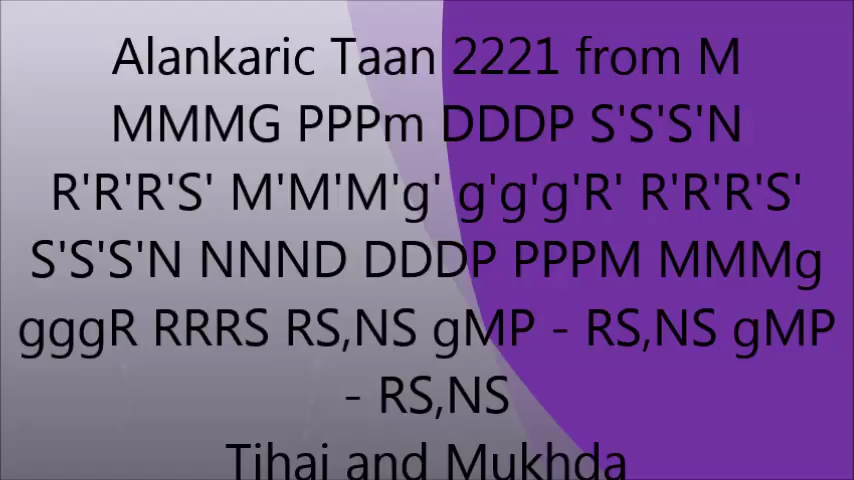 Alankaric Taan 2221 from M
MMMG PPPm DDDP S'S'S'N
R'R'R'S' M'M'M'g' g'g'g'R' R'R'R'S'
S'S'S'N NNND DDDP PPPM MMMg
gggR RRRS RS,NS gMP - RS,NS gMP
- RS,NS
Tihai and Mukhda